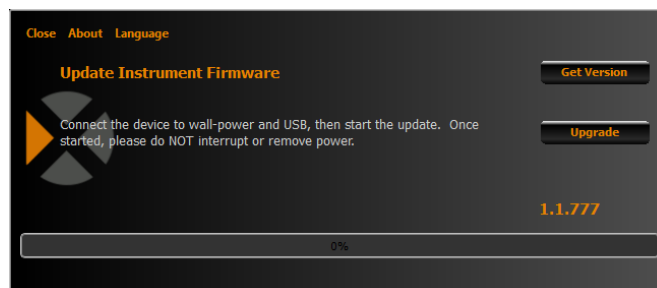 Close About Language
Update Instrument Firmware
Get Version
Connect the device to wall-power and USB, then start the update. Once
started, please do NOT interrupt or remove power.
Upgrade
1.1.777
0%